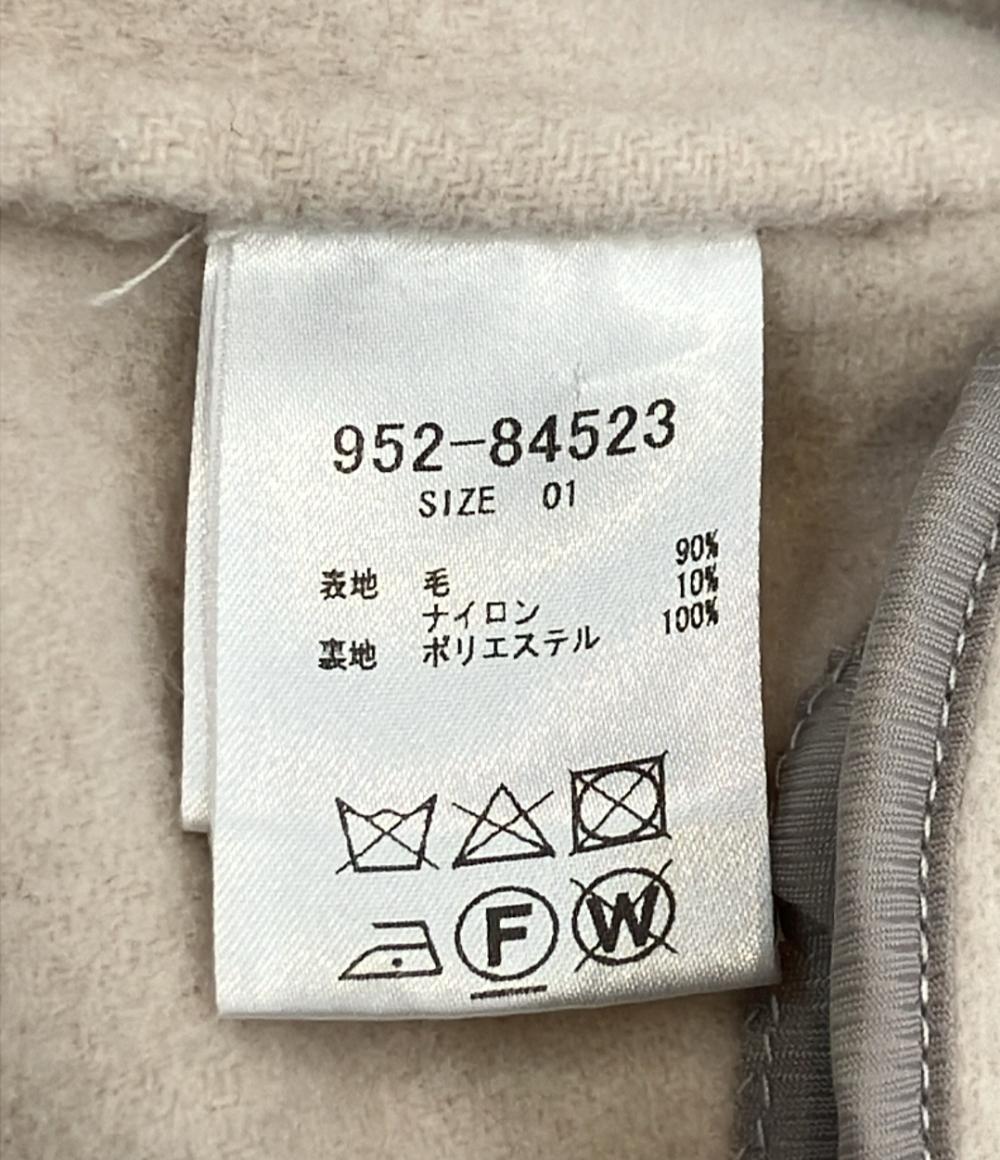 952-84523
SIZE 01
表地 毛 90%
ナイロン 10%
裏地 ポリエステル 100%
F W